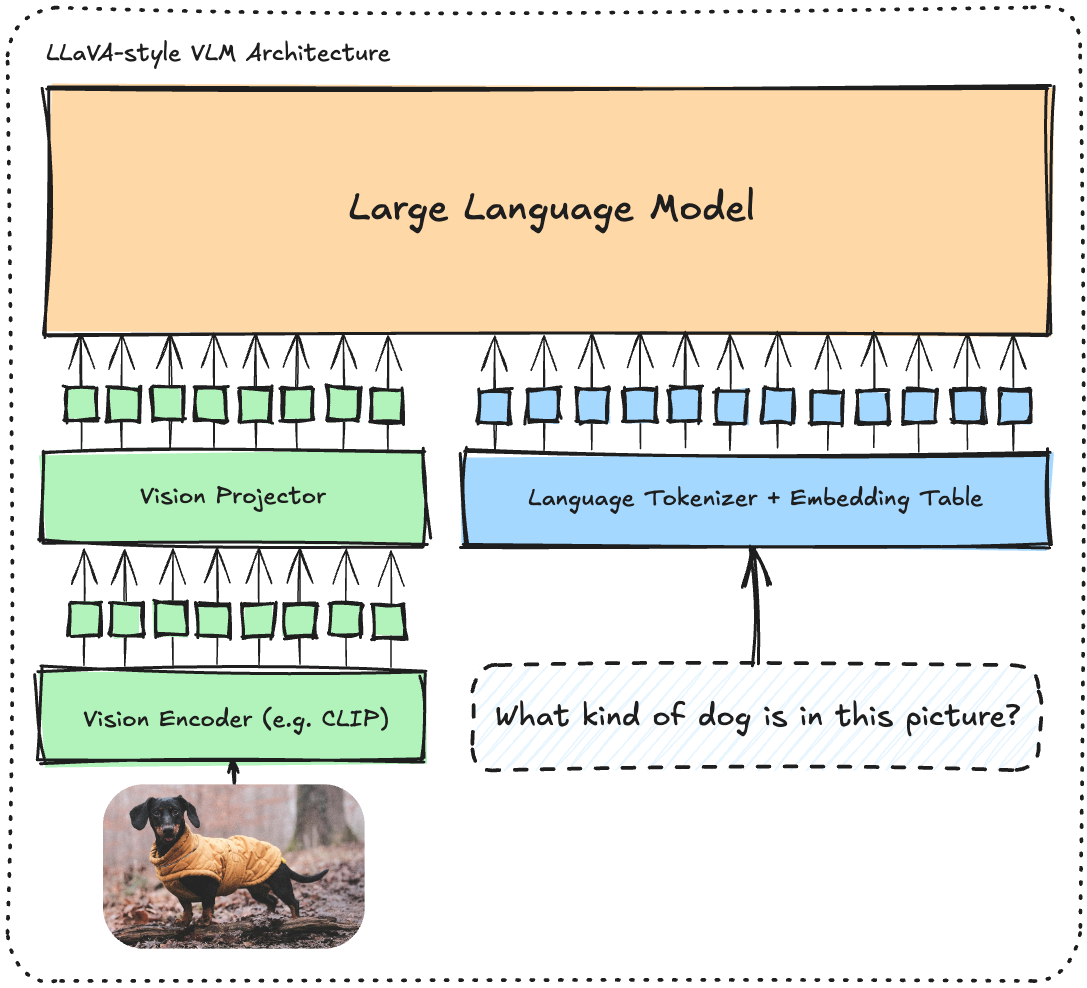 LLaVA-style VLM Architecture
Large Language Model
Vision Projector
Language Tokenizer + Embedding Table
Vision Encoder (e.g. CLIP)
What kind of dog is in this picture?